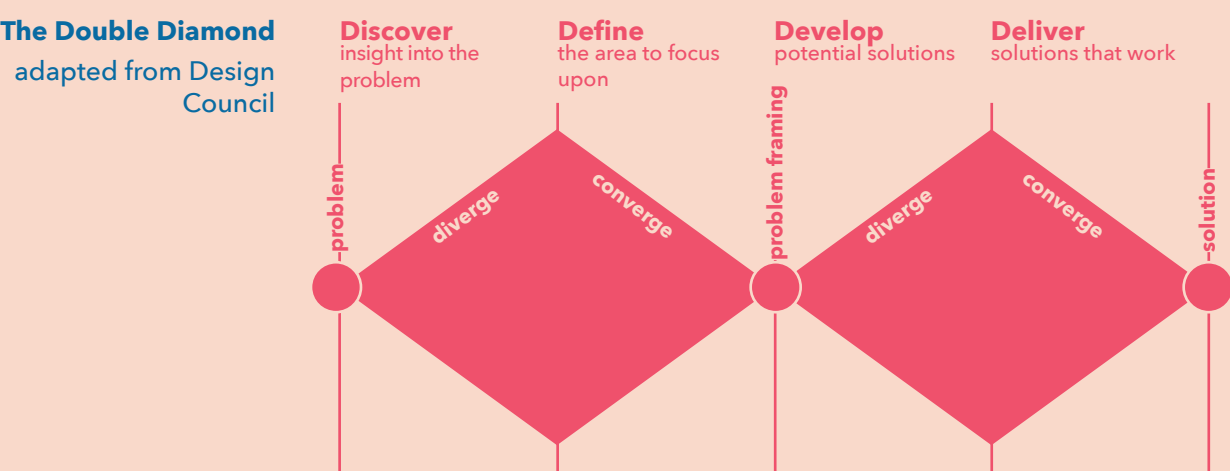 The Double Diamond
adapted from Design
Council
Discover
insight into the
problem
Define
the area to focus
upon
Develop
potential solutions
Deliver
solutions that work
problem
diverge
converge
problem framing
diverge
converge
solution